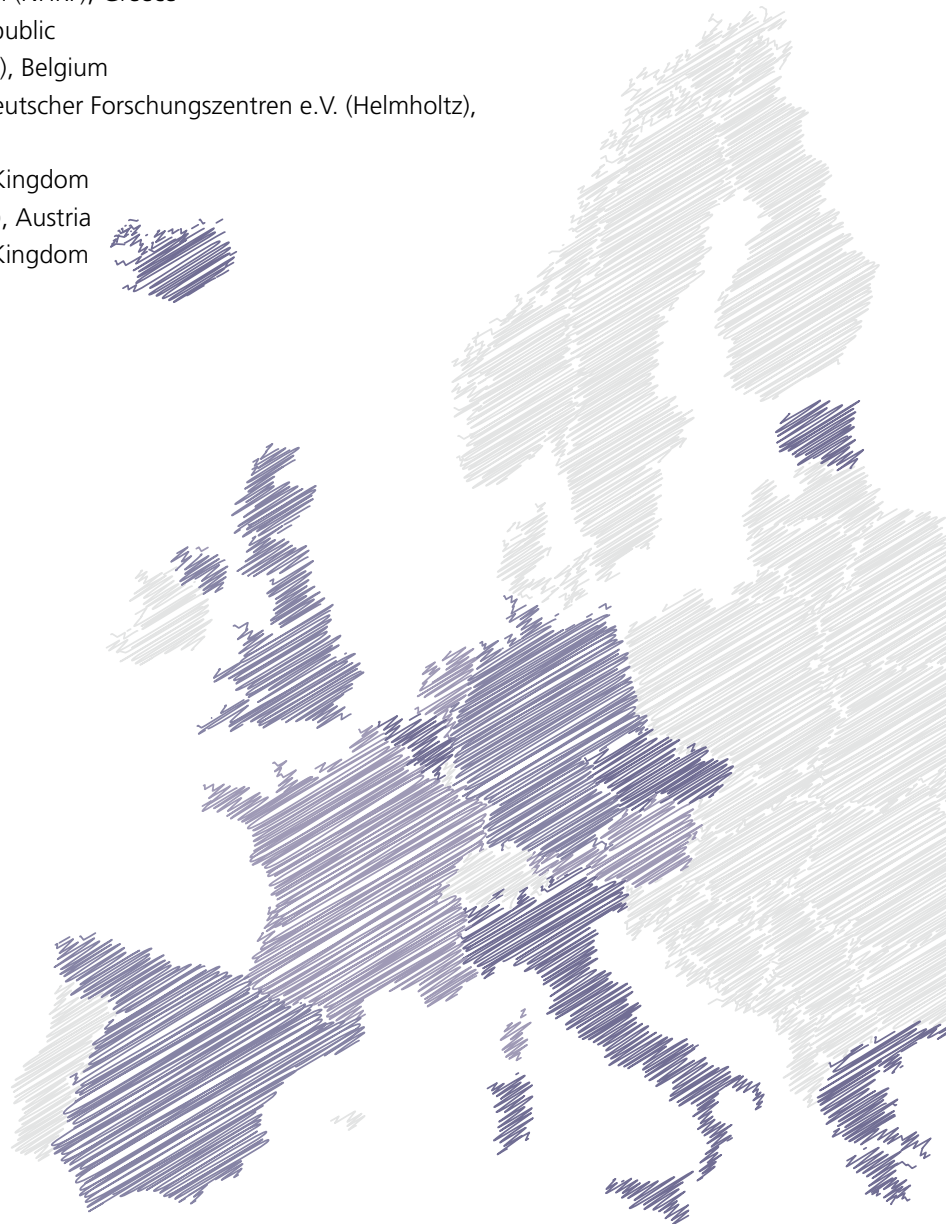 (NHRF), Greece
public
), Belgium
eutscher Forschungszentren e.V. (Helmholtz),
Kingdom
, Austria
Kingdom